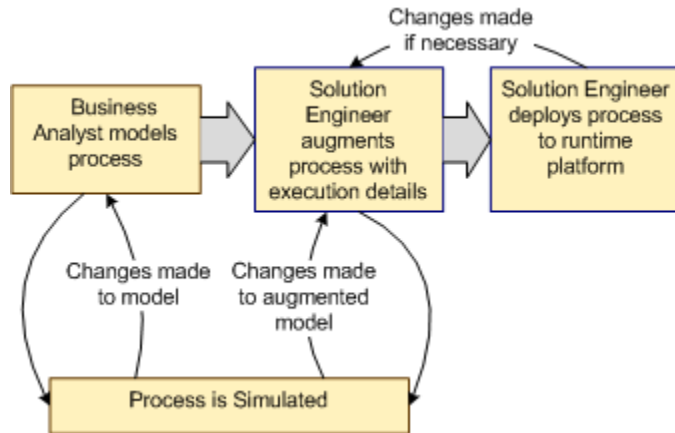 Changes made
if necessary
Business
Analyst models
process
Solution
Engineer
augments
process with
execution details
Solution Engineer
deploys process
to runtime
platform
Changes made
to model
Changes made
to augmented
model
Process is Simulated